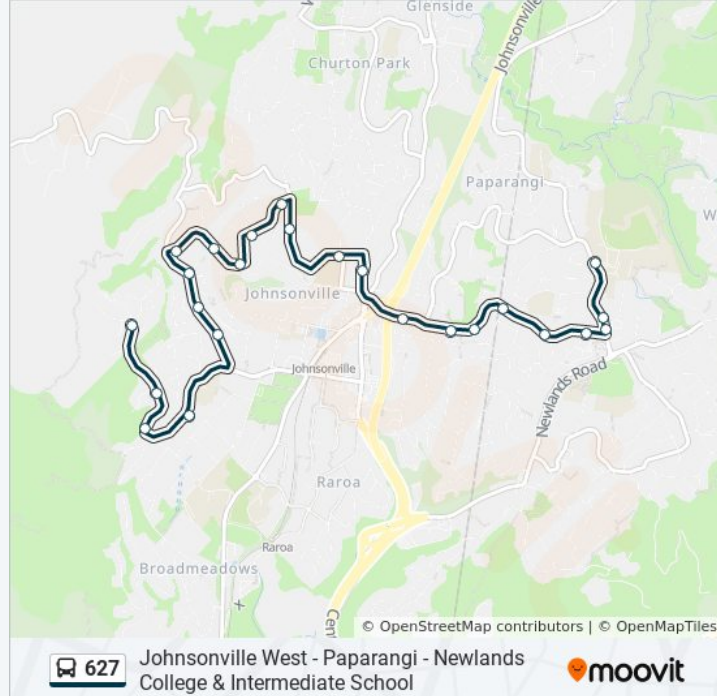 Glenside
Johnsonville
Churton Park
Paparangi
W
Johnsonville
Johnsonville
Newlands Road
Raroa
Raroa
Broadmeadows
Cen
© OpenStreetMap contributors | © OpenMapTiles
627
Johnsonville West - Paparangi - Newlands
College & Intermediate School
moovit